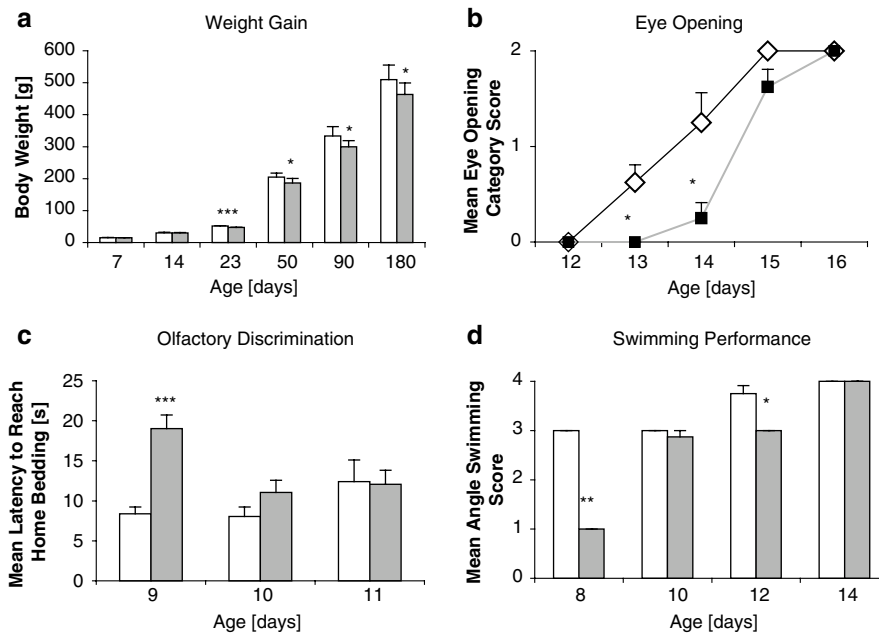 a
Weight Gain
Body Weight [g]
600
500
400
300
200
100
0
***
*
*
*
7 14 23 50 90 180
Age [days]
b
Eye Opening
Mean Eye Opening
Category Score
2
1
0
*
*
12 13 14 15 16
Age [days]
c
Olfactory Discrimination
Mean Latency to Reach
Home Bedding [s]
25
20
15
10
5
0
***
9 10 11
Age [days]
d
Swimming Performance
Mean Angle Swimming
Score
4
3
2
1
0
**
*
8 10 12 14
Age [days]